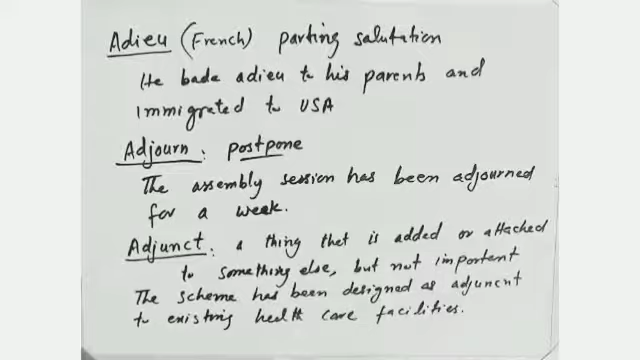 Adieu (French) parting salutation
He bade adieu to his parents and
immigrated to USA
Adjourn: postpone
The assembly session has been adjourned
for a week.
Adjunct: a thing that is added or attached
to something else, but not important
The scheme has been designed as adjunent
to existing health care facilities.